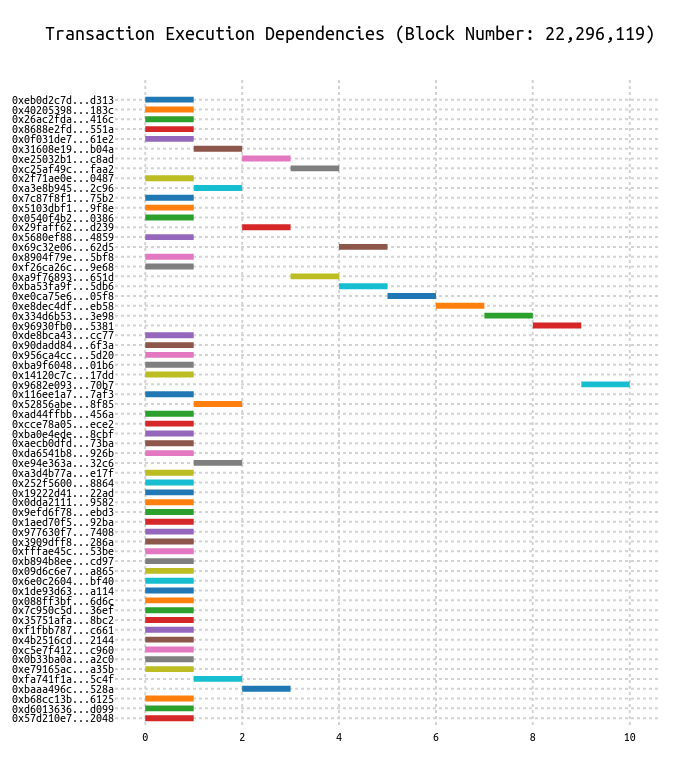 Transaction Execution Dependencies (Block Number: 22,296,119)
0xeb0d2c7d...d313
0x40205398...183c
0x26ac2fda...416c
0x8688e2fd...551a
0x0f031de7...61e2
0x31608e19...b04a
0xe25032b1...c8ad
0xc25af49c...faa2
0x2f71ae0e...0487
0xa3e8b945...2c96
0x7c87f8f1...75b2
0x5103dbf1...9f8e
0x0540f4b2...0386
0x29faff62...d239
0x5680ef88...4859
0x69c32e06...62d5
0x8904f79e...5bf8
0xf26ca26c...9e68
0xa9f76893...651d
0xba53fa9f...5db6
0xe0ca75e6...05f8
0xe8dec4df...eb58
0x334d6b53...3e98
0x96930fb0...5381
0xde8bca43...cc77
0x90dadd84...6f3a
0x956ca4cc...5d20
0xba9f6048...01b6
0x14120c7c...17dd
0x9682e093...70b7
0x116ee1a7...7af3
0x52856abe...8f85
0xad44ffbb...456a
0xcce78a05...ece2
0xba0e4ede...8cbf
0xaecb0dfd...73ba
0xda6541b8...926b
0xe94e363a...32c6
0xa3d4b77a...e17f
0x252f5600...8864
0x19222d41...22ad
0x0dda2111...9582
0x9efd6f78...ebd3
0x1aed70f5...92ba
0x977630f7...7408
0x3909dff8...286a
0xfffae45c...53be
0xb894b8ee...cd97
0x09d6c6e7...a865
0x6e0c2604...bf40
0x1de93d63...a114
0x088ff3bf...6d6c
0x7c950c5d...36ef
0x35751afa...8bc2
0xf1fbb787...c661
0x4b2516cd...2144
0xc5e7f412...c960
0x0b33ba0a...a2c0
0xe79165ac...a35b
0xfa741f1a...5c4f
0xbaaa496c...528a
0xb68cc13b...6125
0xd6013636...d099
0x57d210e7...2048
0 2 4 6 8 10